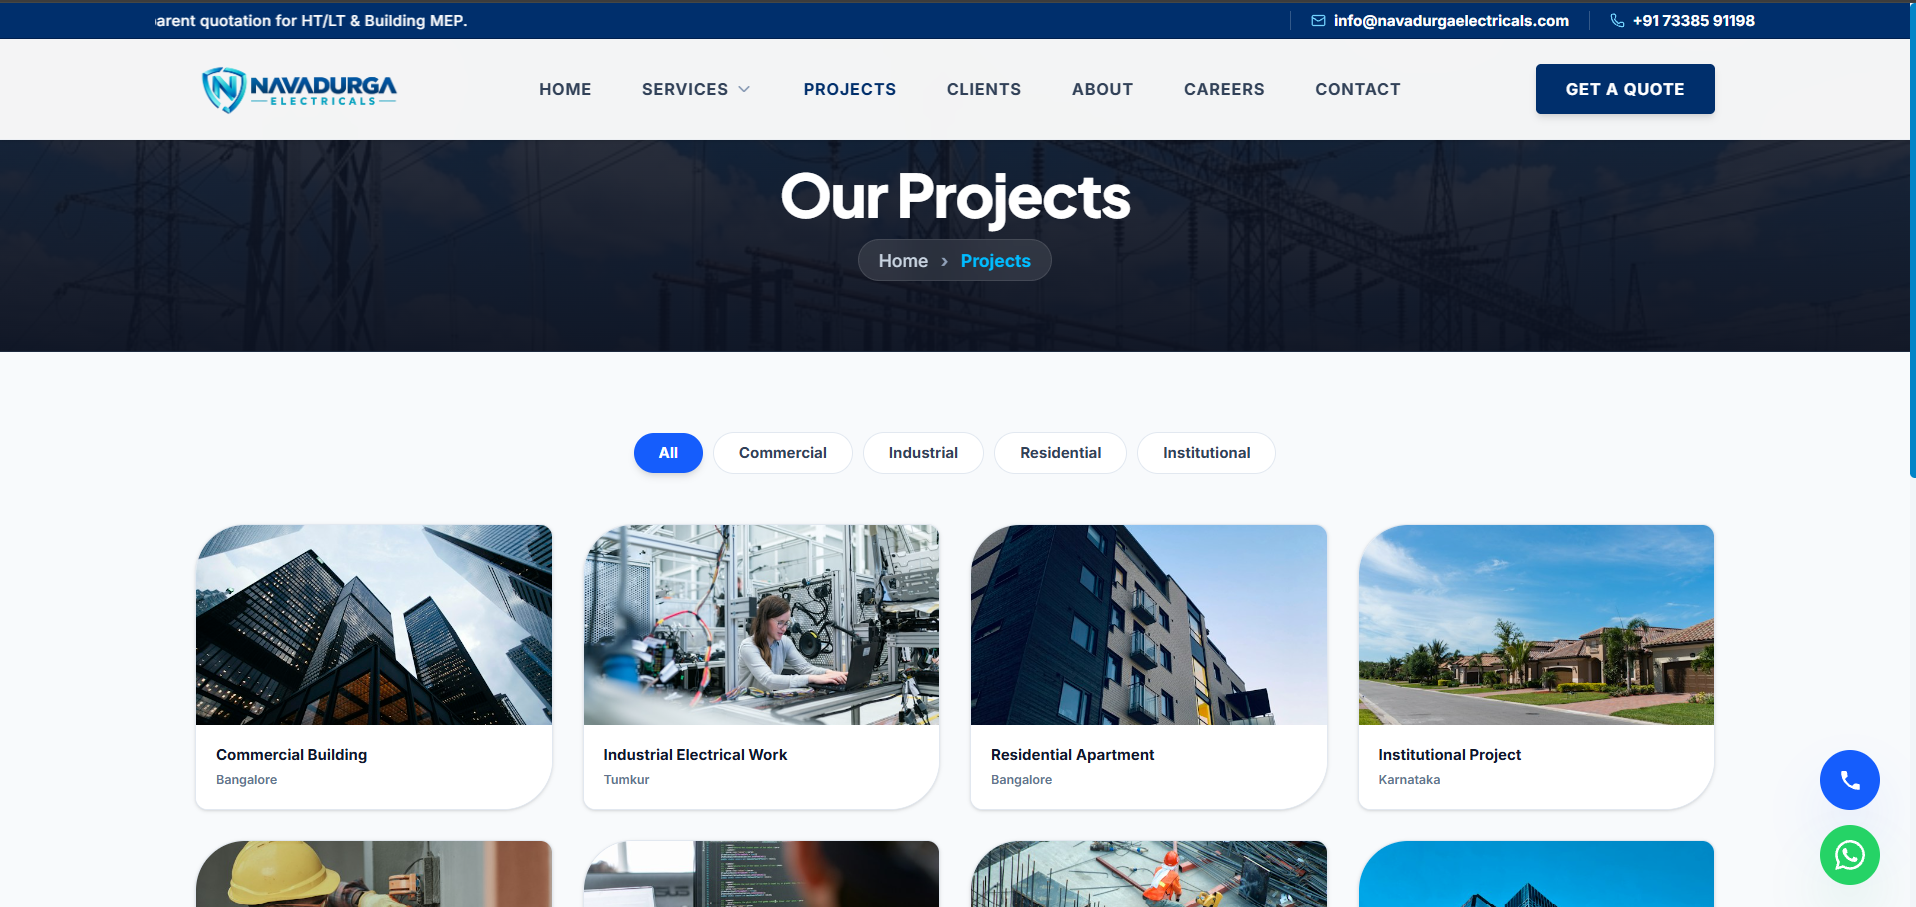 arent quotation for HT/LT & Building MEP.
info@navadurgaelectricals.com
+91 73385 91198
NAVADURGA
ELECTRICALS
HOME
SERVICES
PROJECTS
CLIENTS
ABOUT
CAREERS
CONTACT
GET A QUOTE
Our Projects
Home › Projects
All
Commercial
Industrial
Residential
Institutional
Commercial Building
Bangalore
Industrial Electrical Work
Tumkur
Residential Apartment
Bangalore
Institutional Project
Karnataka